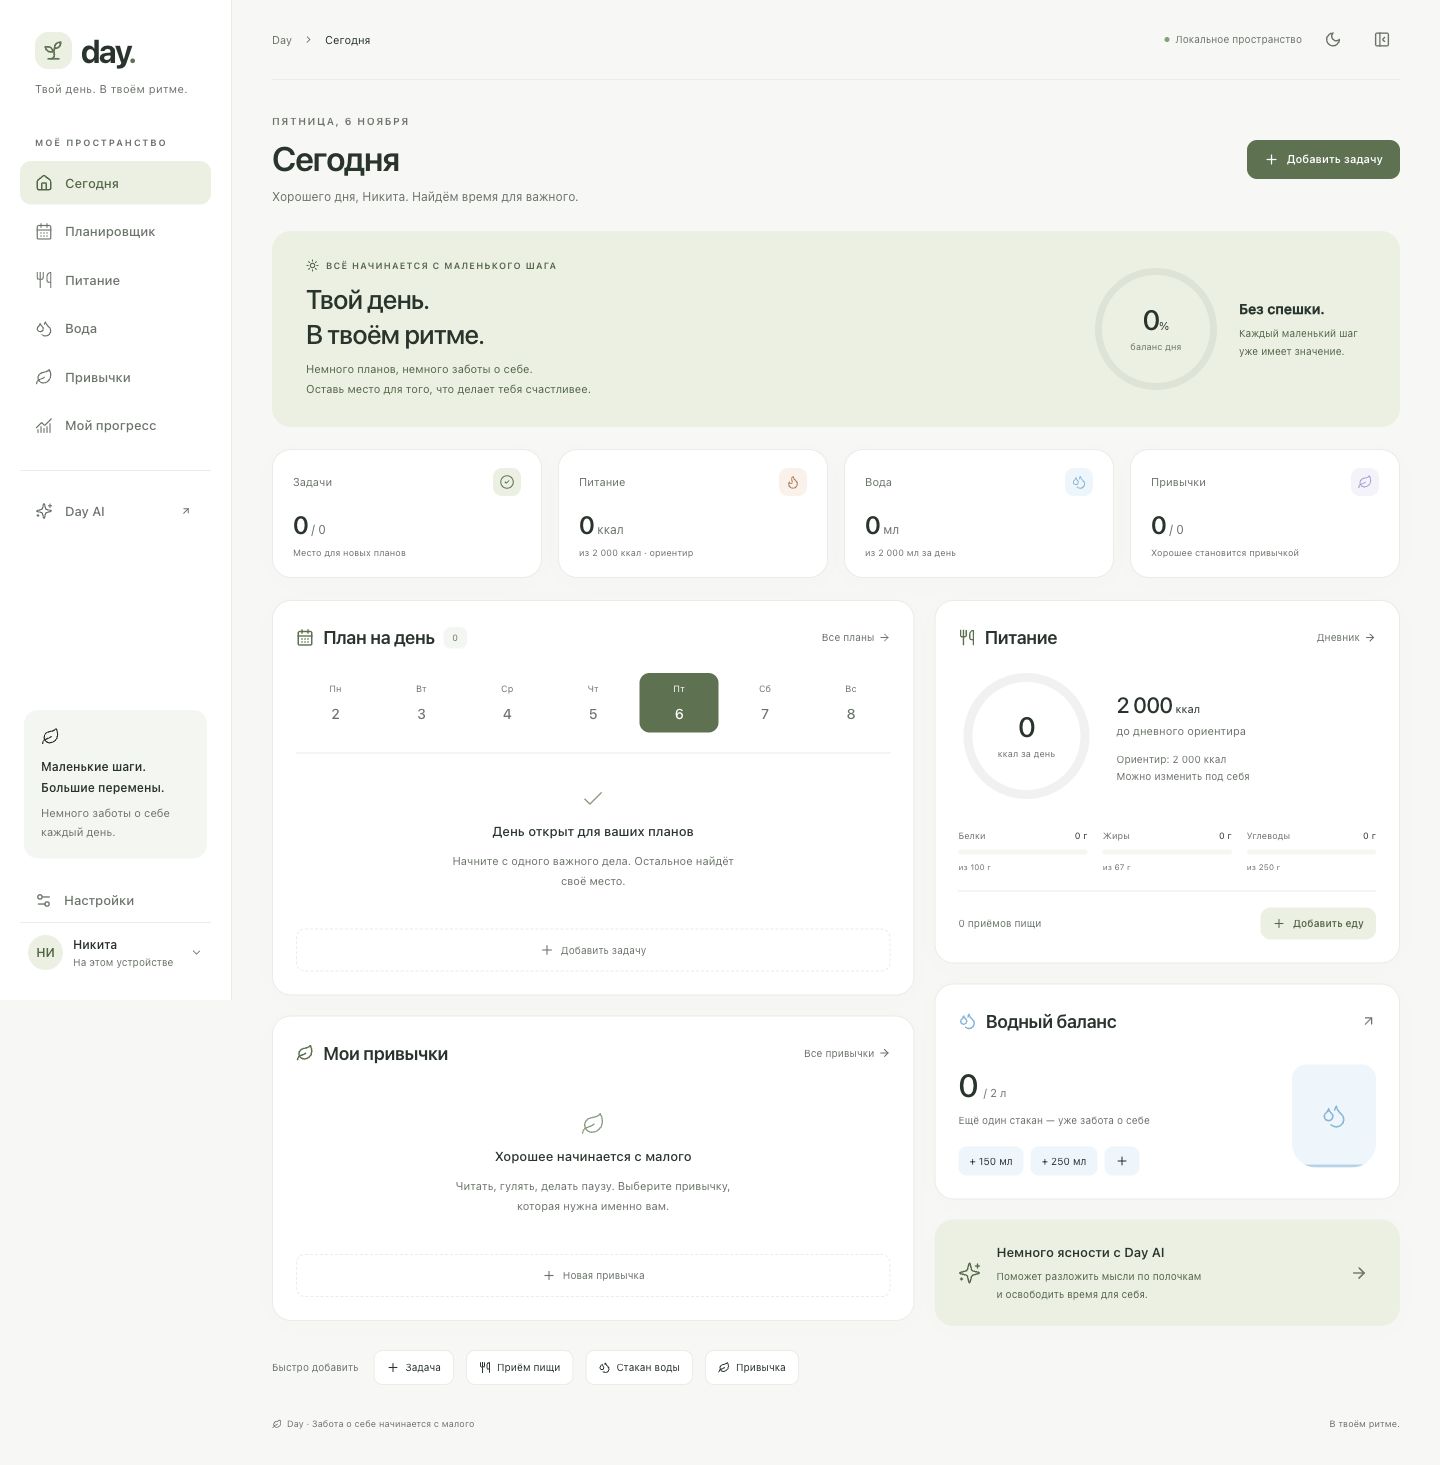 day.
Твой день. В твоём ритме.
МОЁ ПРОСТРАНСТВО
Сегодня
Планировщик
Питание
Вода
Привычки
Мой прогресс
Day AI
Маленькие шаги.
Большие перемены.
Немного заботы о себе
каждый день.
Настройки
НИ
Никита
На этом устройстве
Day
Сегодня
Локальное пространство
ПЯТНИЦА, 6 НОЯБРЯ
Сегодня
Хорошего дня, Никита. Найдём время для важного.
Добавить задачу
ВСЁ НАЧИНАЕТСЯ С МАЛЕНЬКОГО ШАГА
Твой день.
В твоём ритме.
Немного планов, немного заботы о себе.
Оставь место для того, что делает тебя счастливее.
0%
баланс дня
Без спешки.
Каждый маленький шаг
уже имеет значение.
Задачи
0 / 0
Место для новых планов
Питание
0 ккал
из 2 000 ккал · ориентир
Вода
0 мл
из 2 000 мл за день
Привычки
0 / 0
Хорошее становится привычкой
План на день 0
Все планы
Пн Вт Ср Чт Пт Сб Вс
2 3 4 5 6 7 8
День открыт для ваших планов
Начните с одного важного дела. Остальное найдёт
своё место.
Добавить задачу
Питание
Дневник
0
ккал за день
2 000 ккал
до дневного ориентира
Ориентир: 2 000 ккал
Можно изменить под себя
Белки 0 г
из 100 г
Жиры 0 г
из 67 г
Углеводы 0 г
из 250 г
0 приёмов пищи
Добавить еду
Мои привычки
Все привычки
Хорошее начинается с малого
Читать, гулять, делать паузу. Выберите привычку,
которая нужна именно вам.
Новая привычка
Водный баланс
0 / 2 л
Ещё один стакан — уже забота о себе
+ 150 мл
+ 250 мл
+
Немного ясности с Day AI
Поможет разложить мысли по полочкам
и освободить время для себя.
Быстро добавить
Задача
Приём пищи
Стакан воды
Привычка
Day · Забота о себе начинается с малого
В твоём ритме.